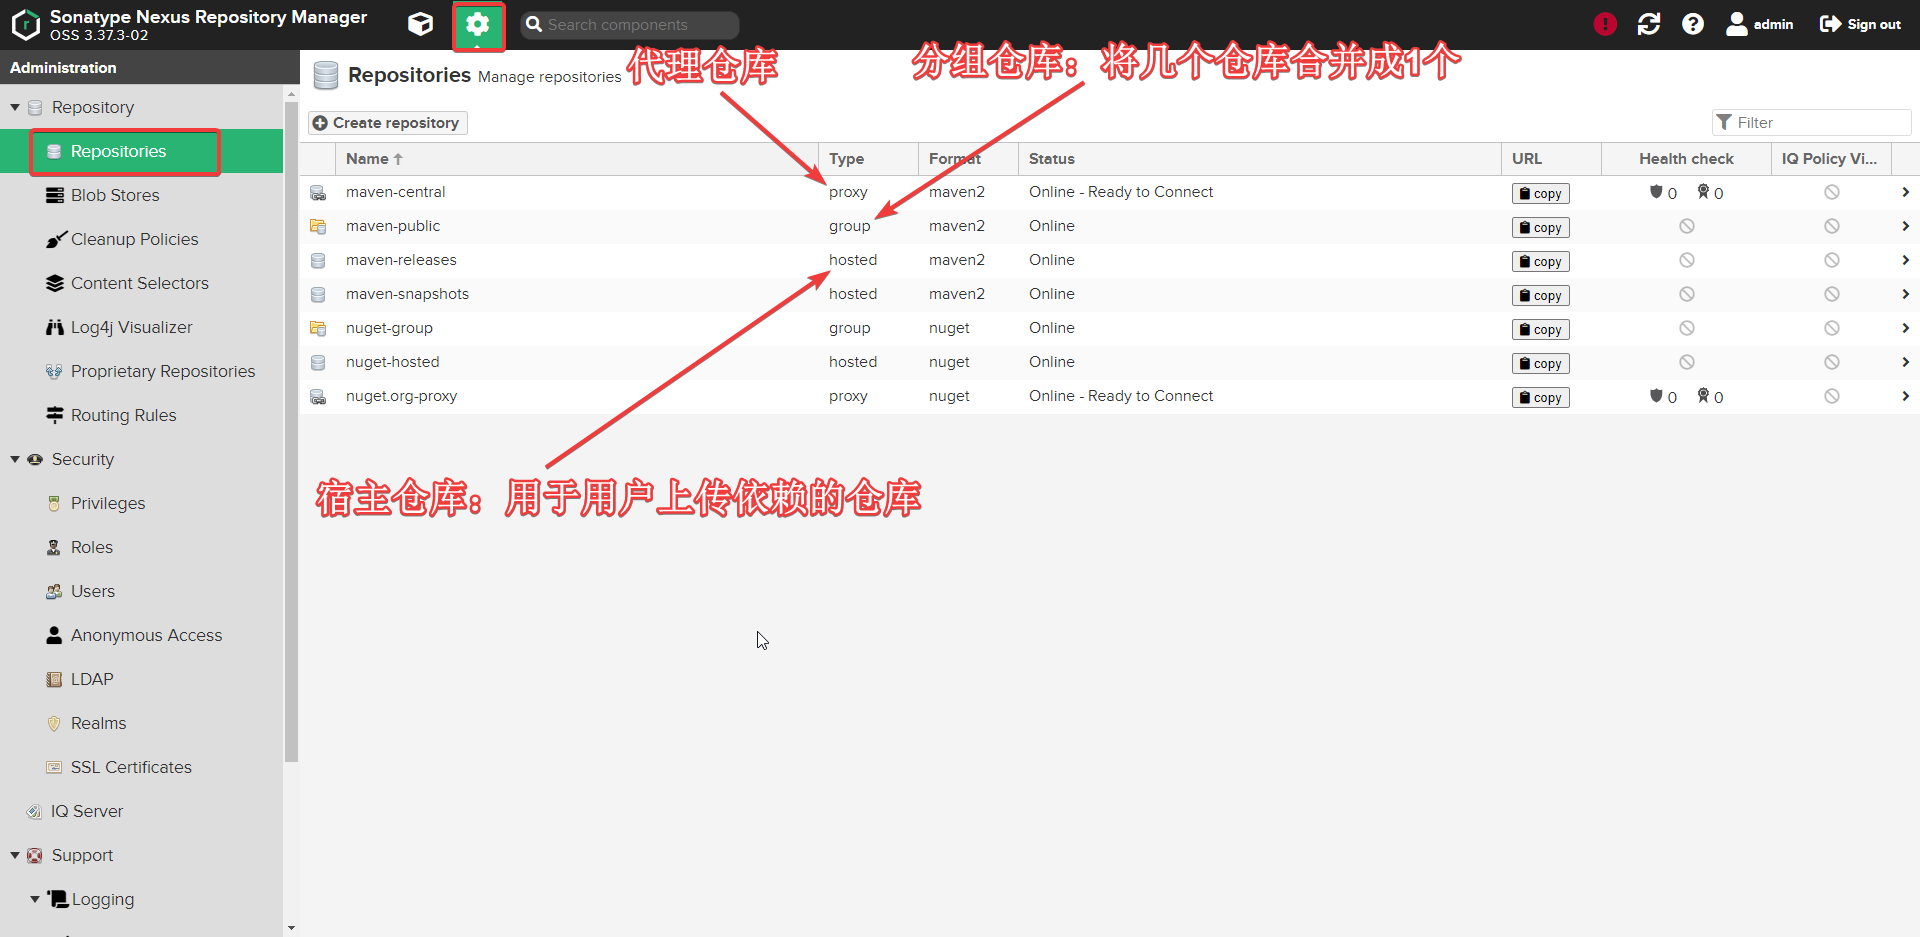 Sonatype Nexus Repository Manager
OSS 3.37.3-02
Search components
admin
Sign out
Administration
Repository
Repositories
Blob Stores
Cleanup Policies
Content Selectors
Log4j Visualizer
Proprietary Repositories
Routing Rules
Security
Privileges
Roles
Users
Anonymous Access
LDAP
Realms
SSL Certificates
IQ Server
Support
Logging
Repositories Manage repositories
代理仓库
分组仓库：将几个仓库合并成1个
Create repository
Filter
Name Type Format Status URL Health check IQ Policy Vi...
maven-central proxy maven2 Online - Ready to Connect copy 0 0
maven-public group maven2 Online copy
maven-releases hosted maven2 Online copy
maven-snapshots hosted maven2 Online copy
nuget-group group nuget Online copy
nuget-hosted hosted nuget Online copy
nuget.org-proxy proxy nuget Online - Ready to Connect copy 0 0
宿主仓库：用于用户上传依赖的仓库